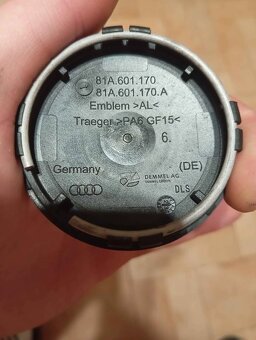 81A.601.170.
81A.601.170.A
Emblem >AL<
Traeger >PA6 GF15<
6.
Germany
(DE)
DEMMEL AG
DLS